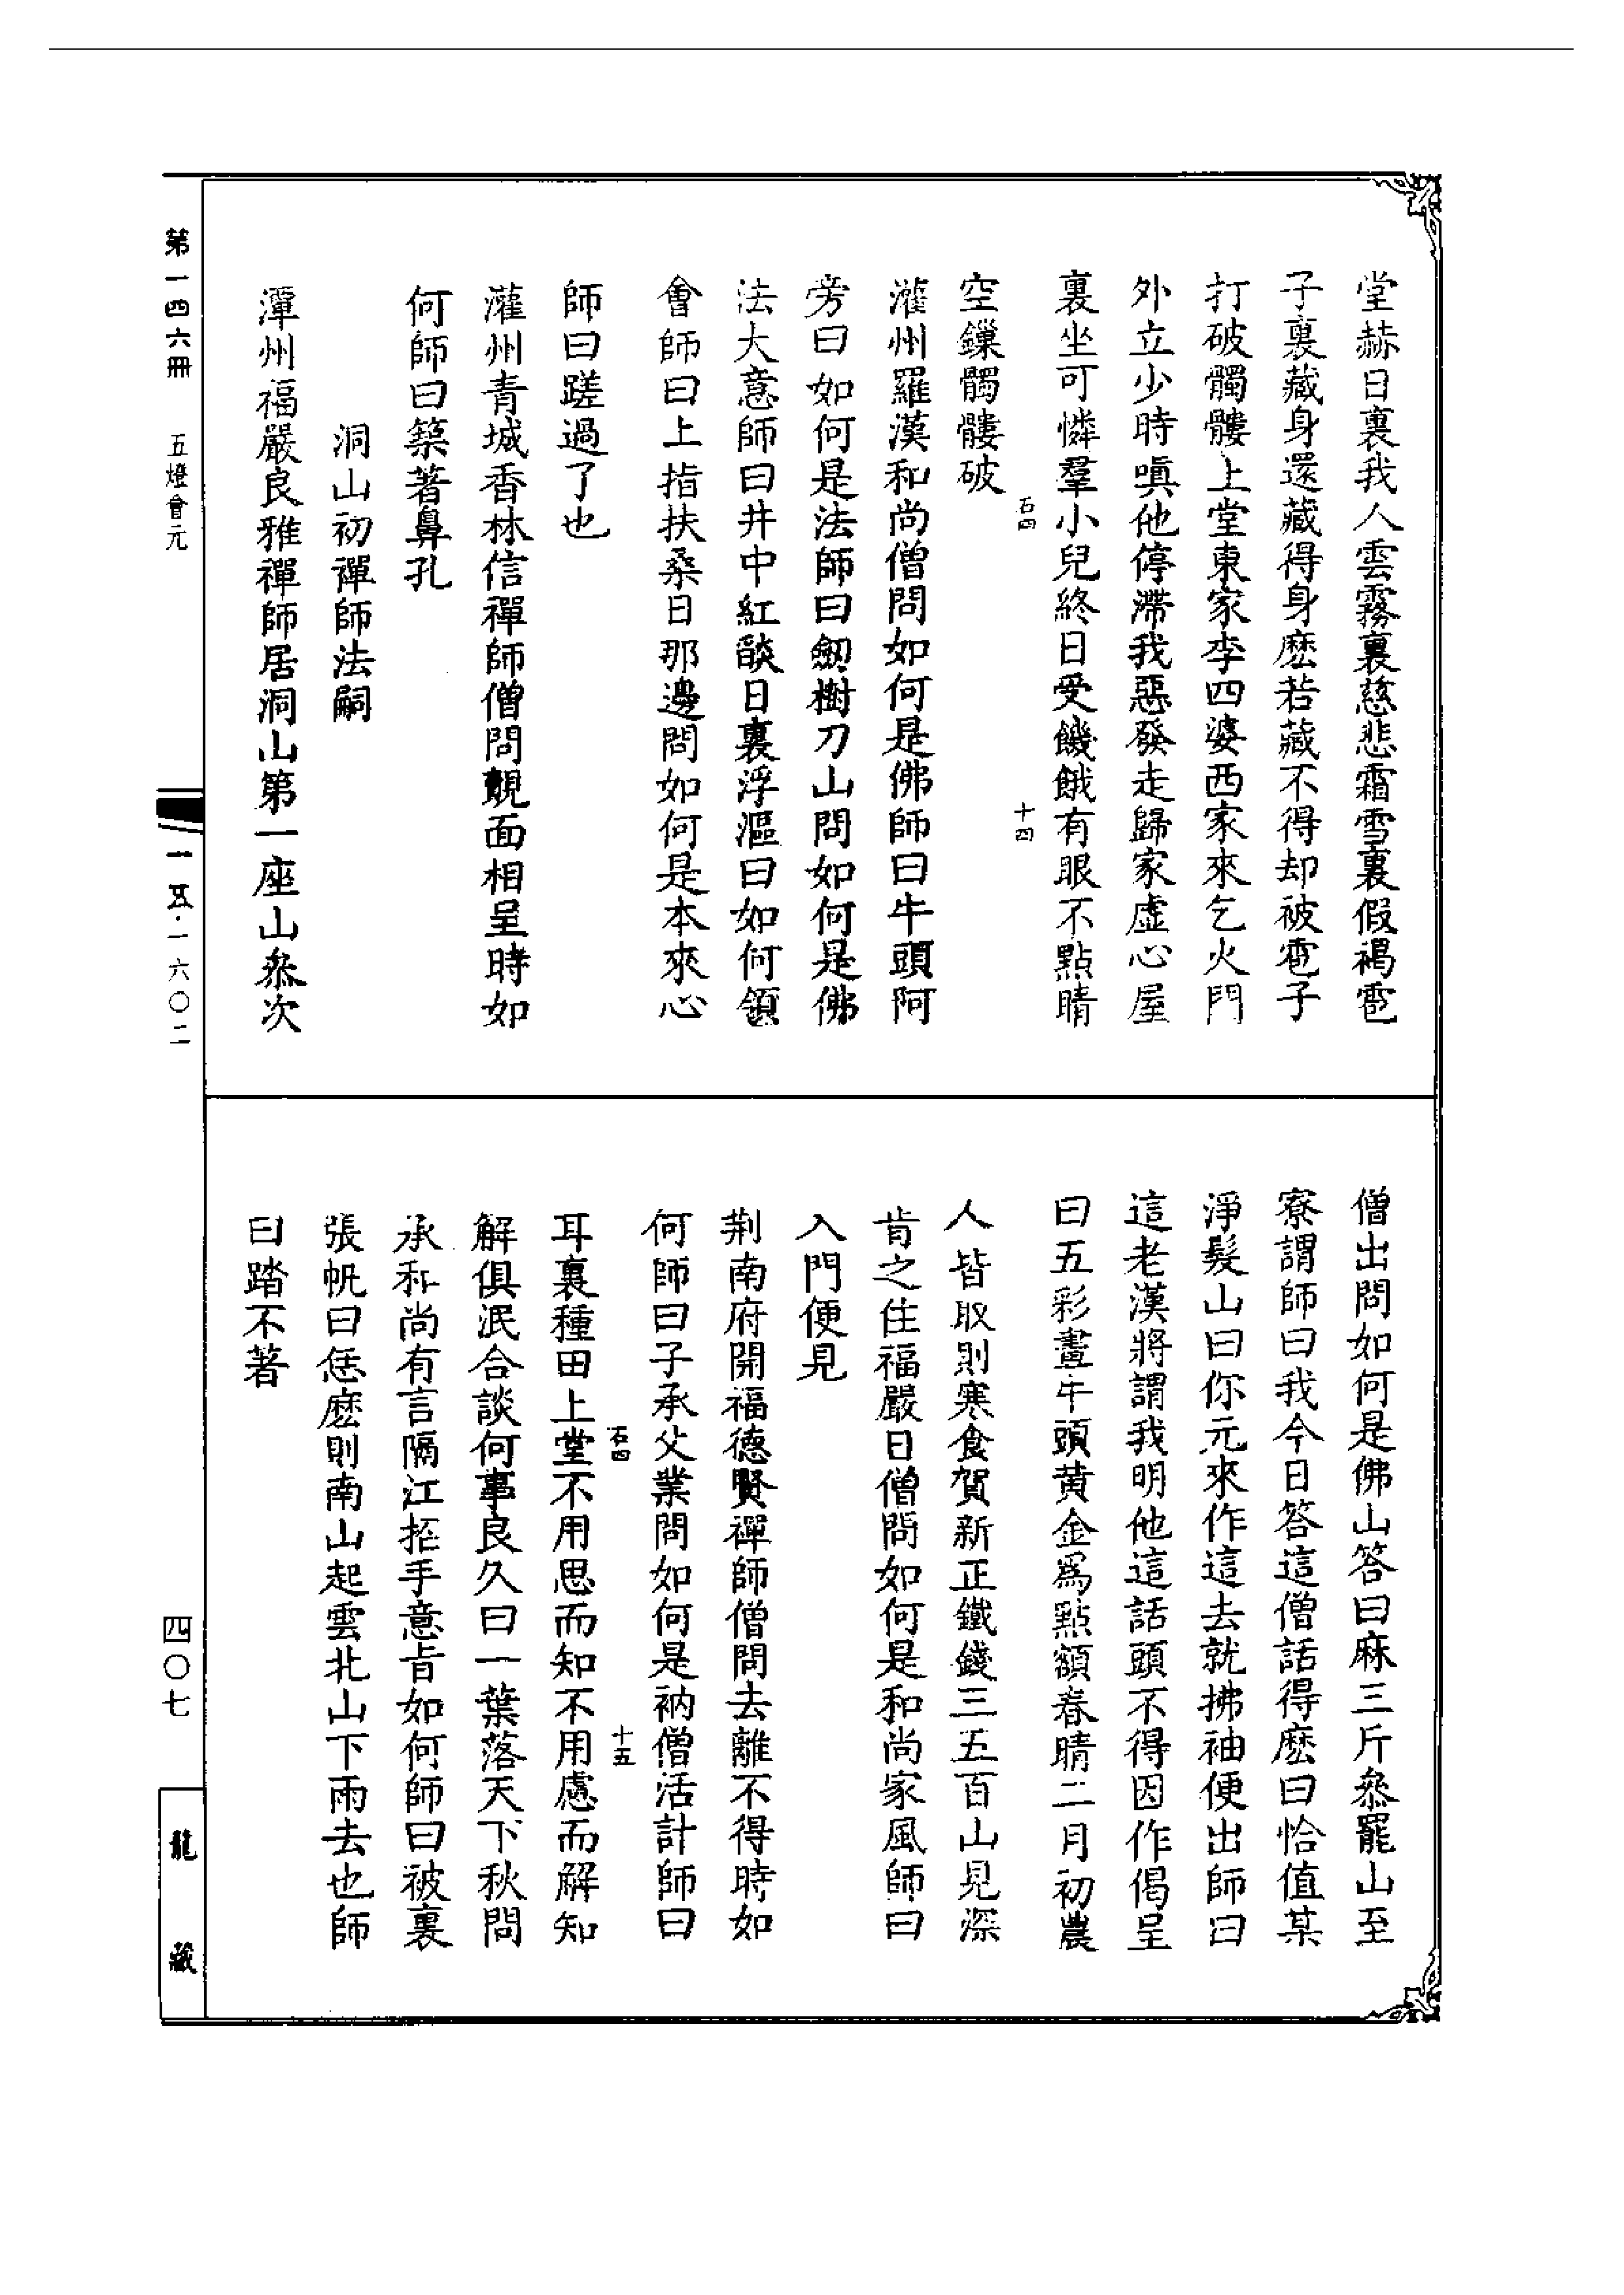 堂赫日裏我人雲霧裏慈悲霜雪裏假褐雹
子裏藏身還藏得身麽若藏不得却被雹子
打破髑髏上堂東家李四婆西家來乞火門
外立少時嗔他停滯我惡發走歸家虛心屋
裏坐可憐羣小兒終日受饑餓有眼不點睛
石四
十四
空鏁髑髏破
灌州羅漢和尚僧問如何是佛師曰牛頭阿
旁曰如何是法師曰劒樹刀山問如何是佛
法大意師曰井中紅燄日裏浮漚曰如何領
會師曰上指扶桑日那邊問如何是本來心
師曰蹉過了也
灌州青城香林信禪師僧問覿面相呈時如
何師曰築著鼻孔
洞山初禪師法嗣
潭州福嚴良雅禪師居洞山第一座山叅次
僧出問如何是佛山答曰麻三斤叅罷山至
寮謂師曰我今日答這僧話得麽曰恰值某
淨髮山曰你元來作這去就拂袖便出師曰
這老漢將謂我明他這話頭不得因作偈呈
曰五彩畫牛頭黄金爲點額春晴二月初農
人皆取則寒食賀新正鐵錢三五百山見深
肯之住福嚴日僧問如何是和尚家風師曰
入門便見
荆南府開福德賢禪師僧問去離不得時如
何師曰子承父業問如何是衲僧活計師曰
石四
十五
耳裏種田上堂不用思而知不用慮而解知
解俱泯合談何事良久曰一葉落天下秋問
承和尚有言隔江招手意旨如何師曰被裏
張帆曰恁麽則南山起雲北山下雨去也師
曰踏不著
第一四六冊 五燈會元
一五·一六〇二
四〇七
龍藏